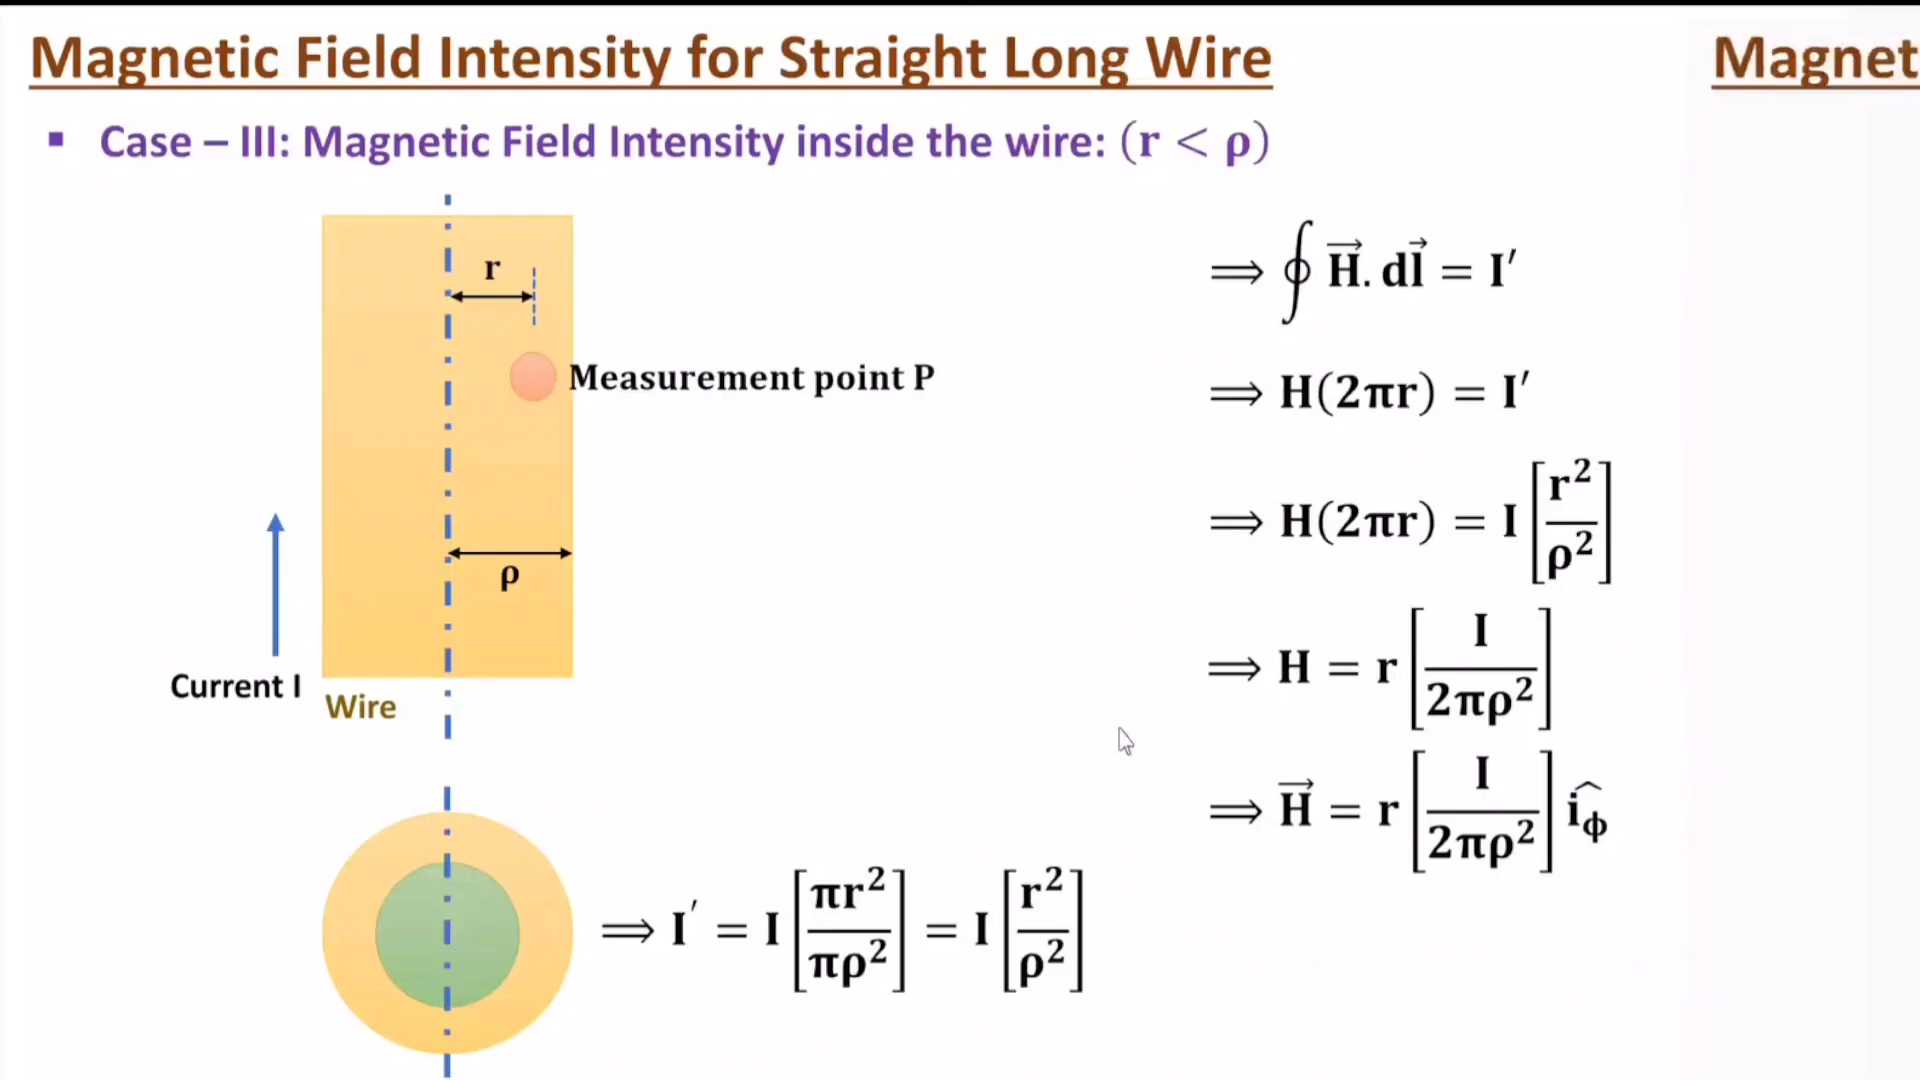 Magnetic Field Intensity for Straight Long Wire
Magnet
▪ Case – III: Magnetic Field Intensity inside the wire: (r < ρ)
r
Measurement point P
ρ
Current I
Wire
⟹ I′ = I [πr²/πρ²] = I [r²/ρ²]
⟹ ∮ H⃗. dl⃗ = I′
⟹ H(2πr) = I′
⟹ H(2πr) = I [r²/ρ²]
⟹ H = r [I/2πρ²]
⟹ H⃗ = r [I/2πρ²] î_ϕ